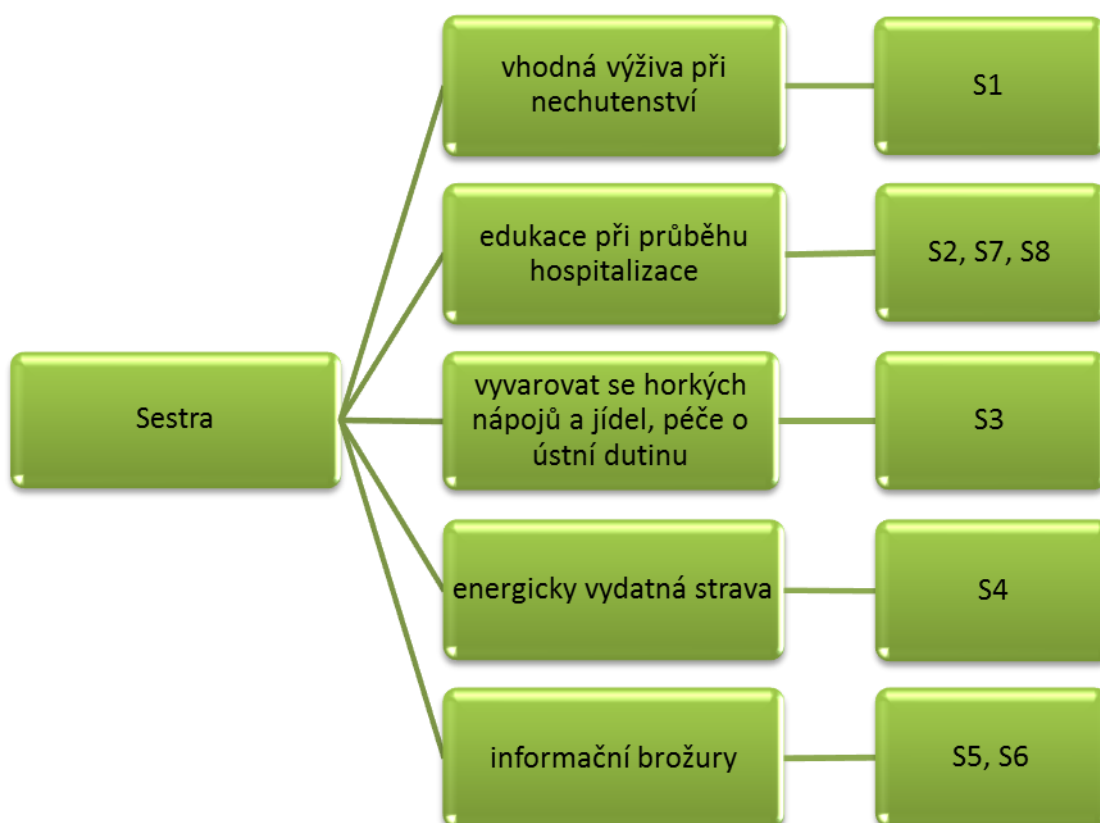 Sestra
vhodná výživa při
nechutenství
S1
edukace při průběhu
hospitalizace
S2, S7, S8
vyvarovat se horkých
nápojů a jídel, péče o
ústní dutinu
S3
energicky vydatná strava
S4
informační brožury
S5, S6